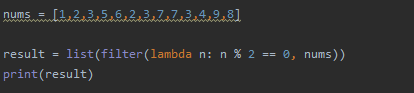 nums = [1,2,3,5,6,2,3,7,7,3,4,9,8]
result = list(filter(lambda n: n % 2 == 0, nums))
print(result)